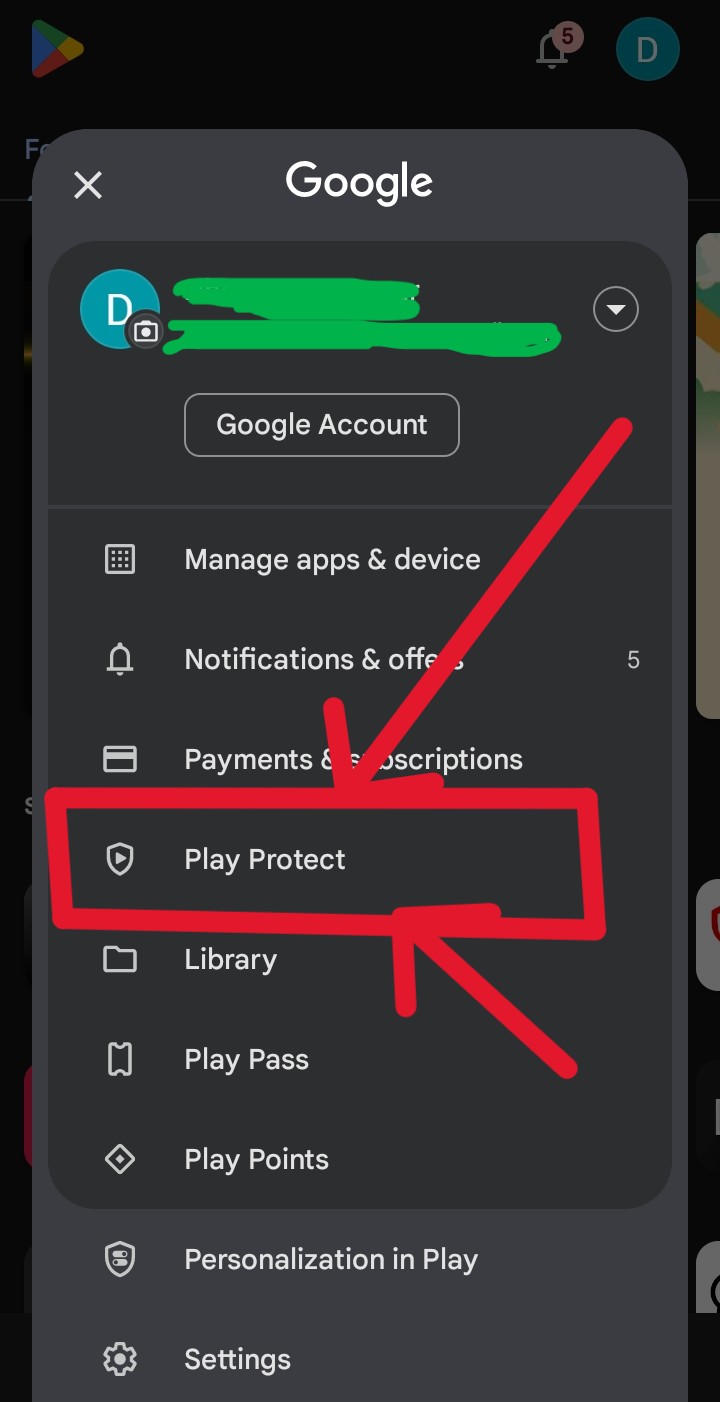 5
D
Google
D
Google Account
Manage apps & device
Notifications & offers
5
Payments & subscriptions
Play Protect
Library
Play Pass
Play Points
Personalization in Play
Settings